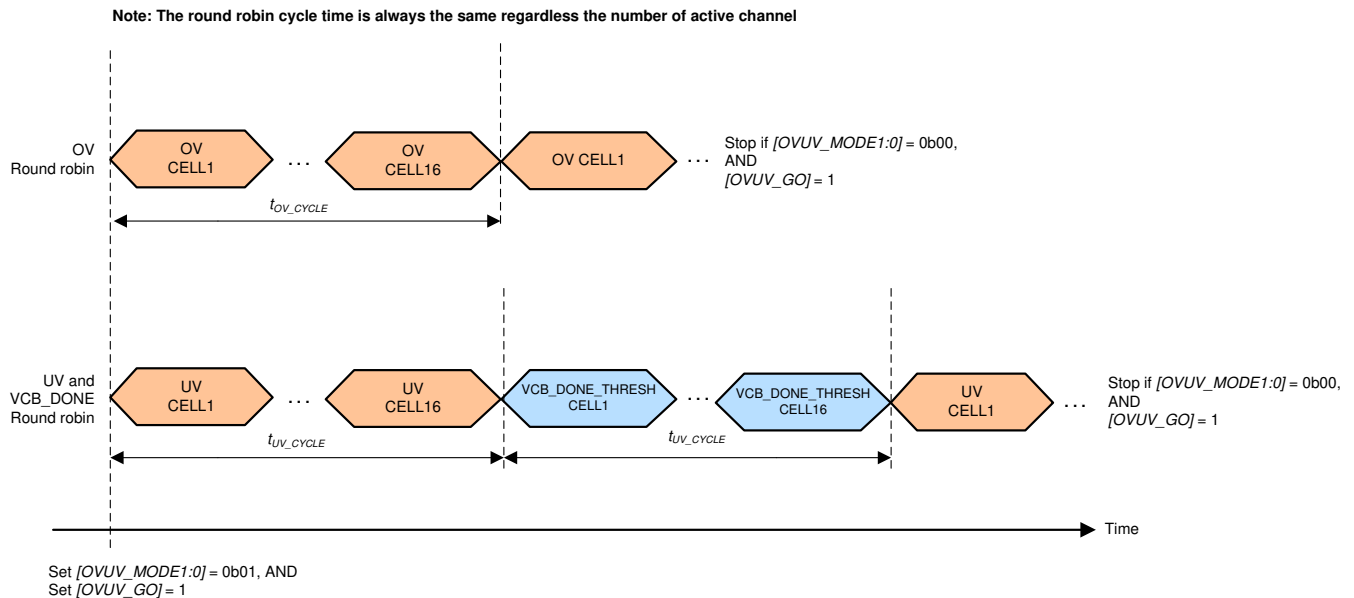 Note: The round robin cycle time is always the same regardless the number of active channel
OV
Round robin
OV
CELL1
...
OV
CELL16
OV CELL1
...
Stop if [OVUV_MODE1:0] = 0b00,
AND
[OVUV_GO] = 1
tOV_CYCLE
UV and
VCB_DONE
Round robin
UV
CELL1
...
UV
CELL16
VCB_DONE_THRESH
CELL1
...
VCB_DONE_THRESH
CELL16
UV
CELL1
...
Stop if [OVUV_MODE1:0] = 0b00,
AND
[OVUV_GO] = 1
tUV_CYCLE
tUV_CYCLE
Time
Set [OVUV_MODE1:0] = 0b01, AND
Set [OVUV_GO] = 1